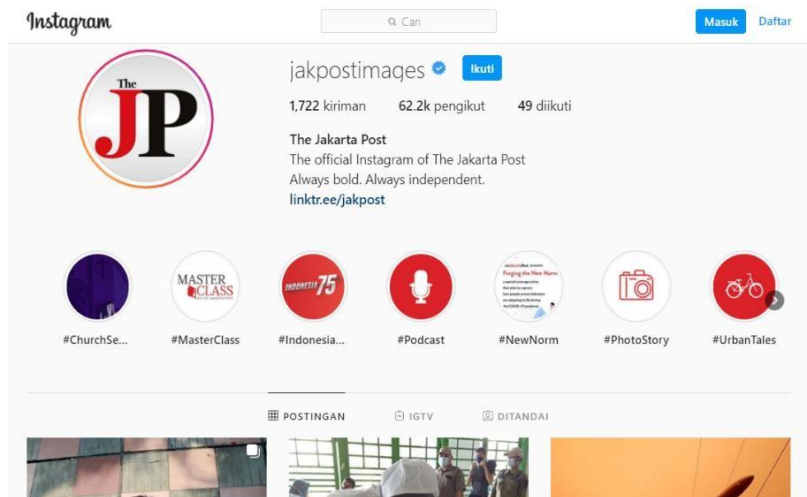 Instagram
Cari
Masuk Daftar
The
JP
jakpostimages Ikuti
1,722 kiriman 62.2k pengikut 49 diikuti
The Jakarta Post
The official Instagram of The Jakarta Post
Always bold. Always independent.
linktr.ee/jakpost
MASTER
CLASS
INDONESIA 75
Forging the New Norm
#ChurchSe... #MasterClass #Indonesia... #Podcast #NewNorm #PhotoStory #UrbanTales
POSTINGAN IGTV DITANDAI